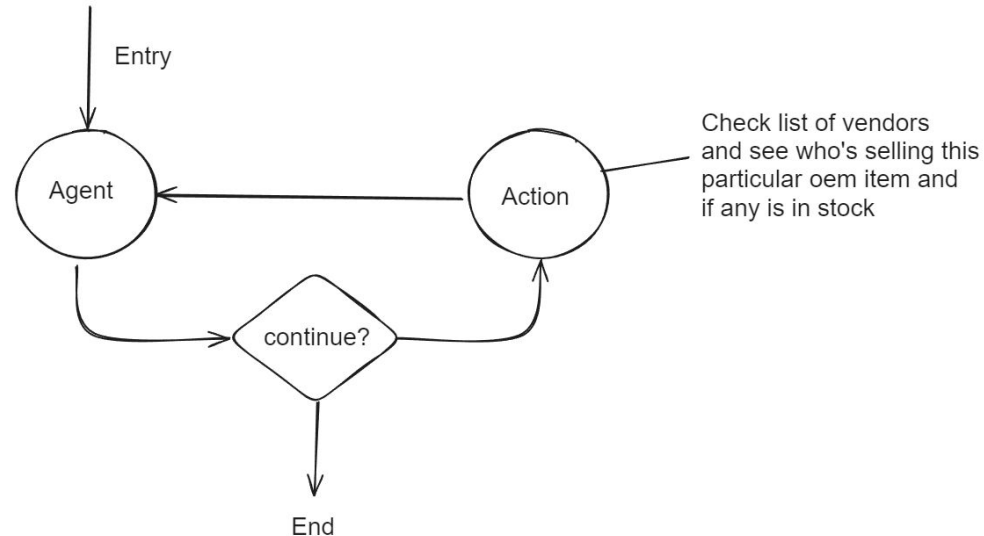 Entry
Agent
Action
Check list of vendors
and see who's selling this
particular oem item and
if any is in stock
continue?
End